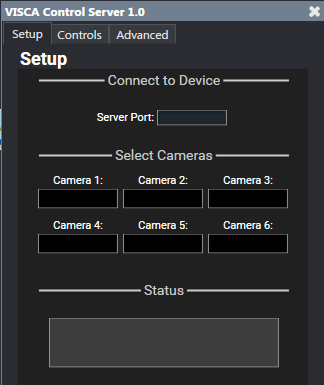 VISCA Control Server 1.0
Setup Controls Advanced
Setup
Connect to Device
Server Port:
Select Cameras
Camera 1: Camera 2: Camera 3:
Camera 4: Camera 5: Camera 6:
Status